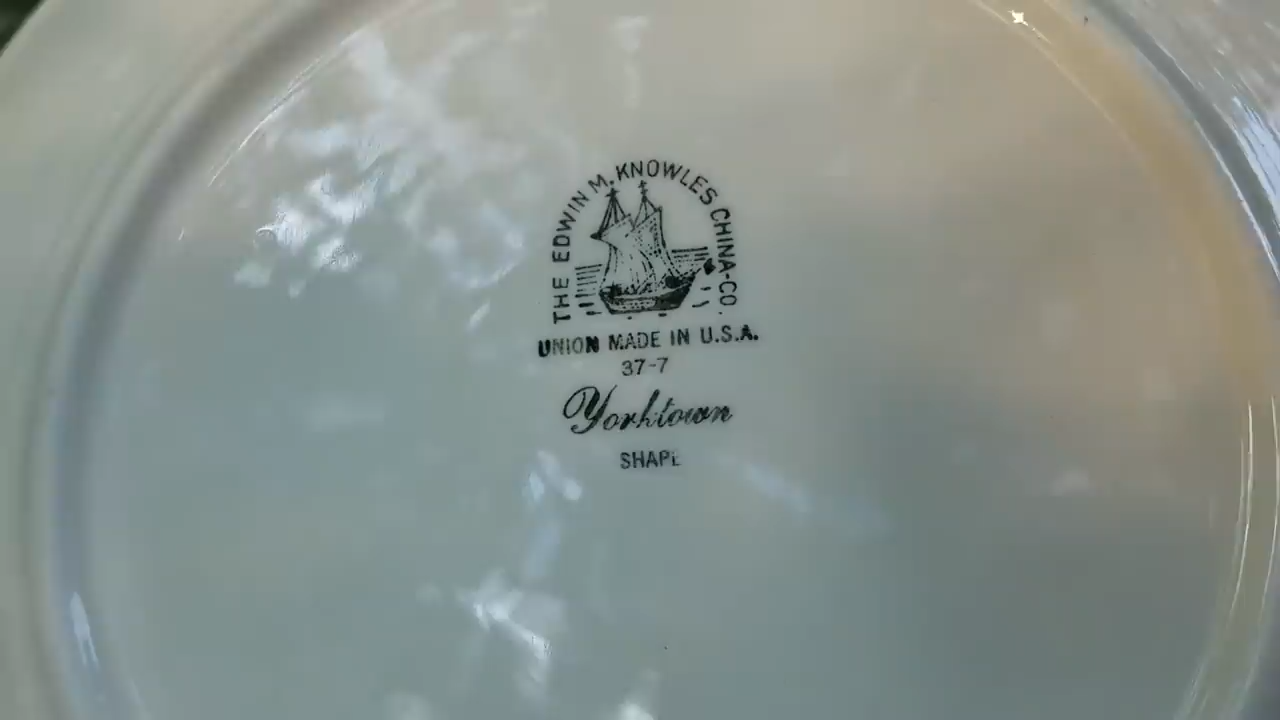 THE EDWIN M. KNOWLES CHINA-CO.
UNION MADE IN U.S.A.
37-7
Yorktown
SHAPE